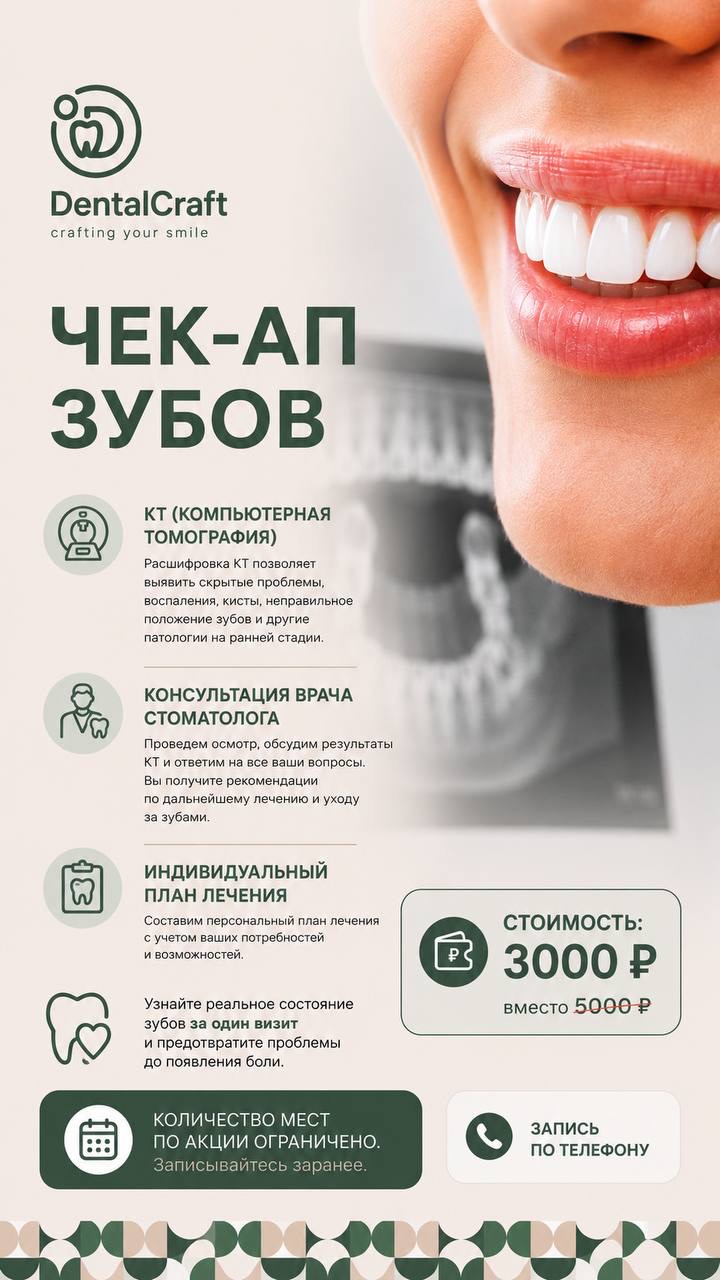 DentalCraft
crafting your smile
ЧЕК-АП
ЗУБОВ
КТ (КОМПЬЮТЕРНАЯ
ТОМОГРАФИЯ)
Расшифровка КТ позволяет
выявить скрытые проблемы,
воспаления, кисты, неправильное
положение зубов и другие
патологии на ранней стадии.
КОНСУЛЬТАЦИЯ ВРАЧА
СТОМАТОЛОГА
Проведем осмотр, обсудим результаты
КТ и ответим на все ваши вопросы.
Вы получите рекомендации
по дальнейшему лечению и уходу
за зубами.
ИНДИВИДУАЛЬНЫЙ
ПЛАН ЛЕЧЕНИЯ
Составим персональный план лечения
с учетом ваших потребностей
и возможностей.
СТОИМОСТЬ:
3000 ₽
вместо 5000 ₽
Узнайте реальное состояние
зубов за один визит
и предотвратите проблемы
до появления боли.
КОЛИЧЕСТВО МЕСТ
ПО АКЦИИ ОГРАНИЧЕНО.
Записывайтесь заранее.
ЗАПИСЬ
ПО ТЕЛЕФОНУ